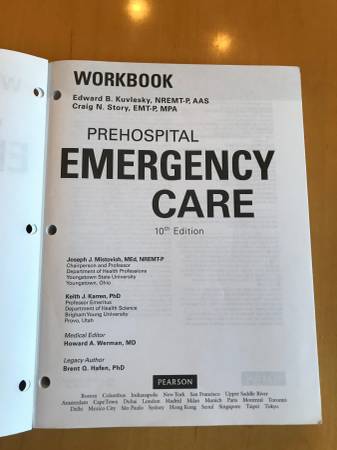 WORKBOOK
Edward B. Kuvlesky, NREMT-P, AAS
Craig N. Story, EMT-P, MPA
PREHOSPITAL
EMERGENCY
CARE
10th Edition
Joseph J. Mistovich, MEd, NREMT-P
Chairperson and Professor
Department of Health Professions
Youngstown State University
Youngstown, Ohio
Keith J. Karren, PhD
Professor Emeritus
Department of Health Science
Brigham Young University
Provo, Utah
Medical Editor
Howard A. Werman, MD
Legacy Author
Brent Q. Hafen, PhD
PEARSON
Boston Columbus Indianapolis New York San Francisco Upper Saddle River
Amsterdam Cape Town Dubai London Madrid Milan Munich Paris Montreal Toronto
Delhi Mexico City São Paulo Sydney Hong Kong Seoul Singapore Taipei Tokyo